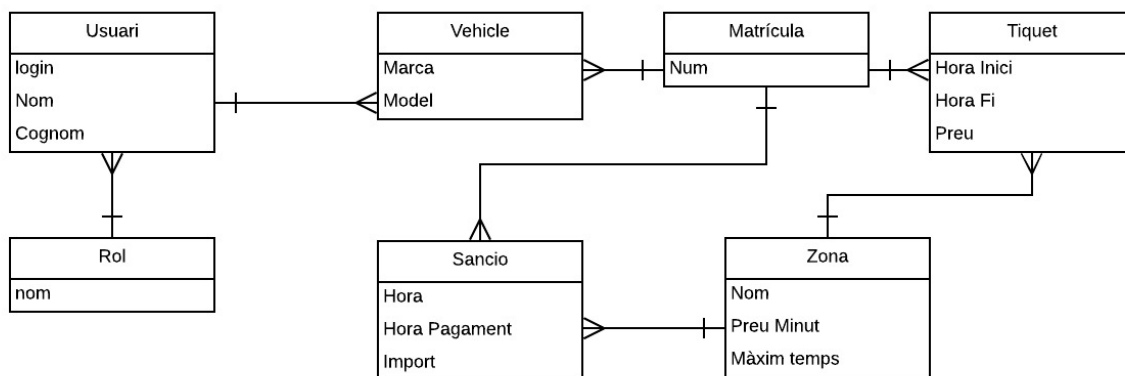 Usuari
login
Nom
Cognom
Vehicle
Marca
Model
Matrícula
Num
Tiquet
Hora Inici
Hora Fi
Preu
Rol
nom
Sancio
Hora
Hora Pagament
Import
Zona
Nom
Preu Minut
Màxim temps